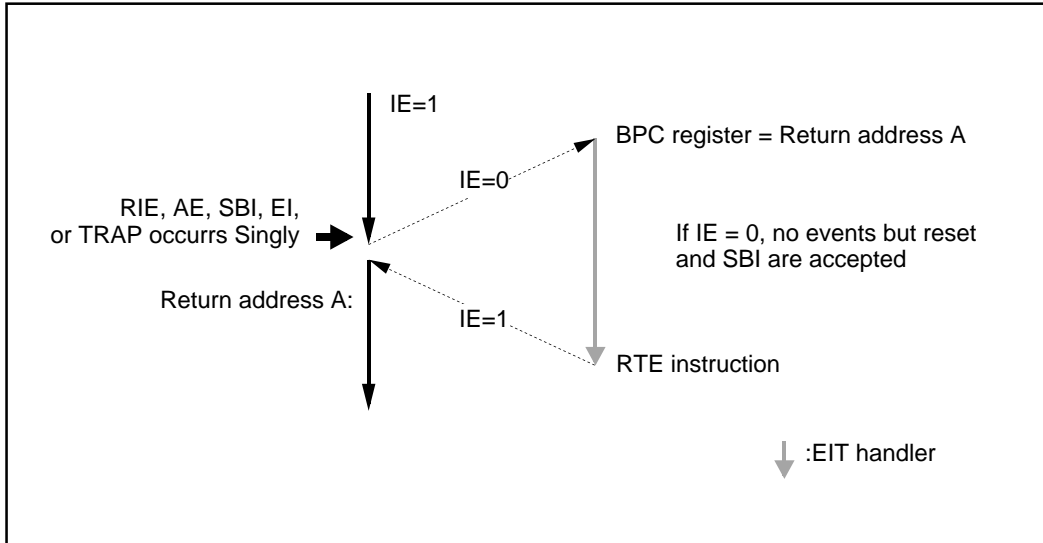 IE=1
BPC register = Return address A
IE=0
RIE, AE, SBI, EI,
or TRAP occurrs Singly
If IE = 0, no events but reset
and SBI are accepted
Return address A:
IE=1
RTE instruction
:EIT handler